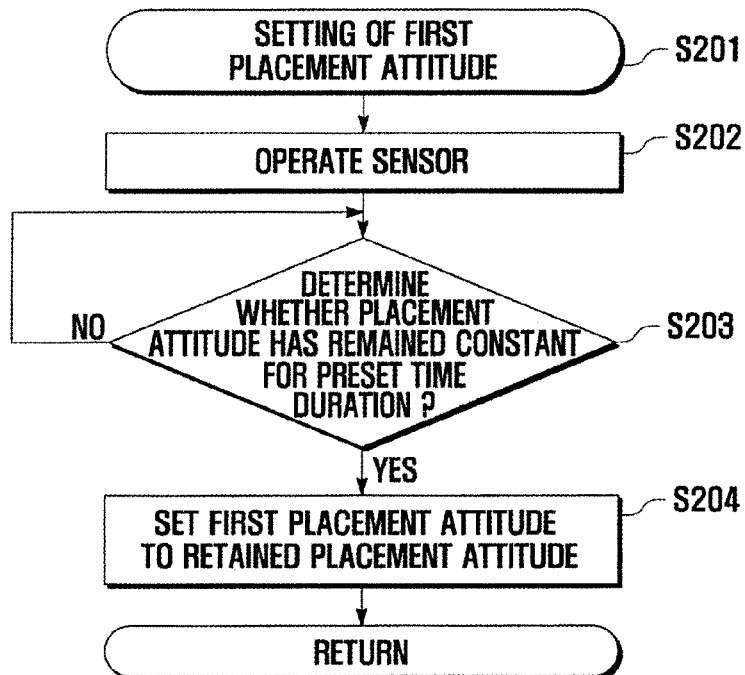 SETTING OF FIRST
PLACEMENT ATTITUDE
S201
OPERATE SENSOR
S202
DETERMINE
WHETHER PLACEMENT
ATTITUDE HAS REMAINED CONSTANT
FOR PRESET TIME
DURATION ?
NO
S203
YES
SET FIRST PLACEMENT ATTITUDE
TO RETAINED PLACEMENT ATTITUDE
S204
RETURN